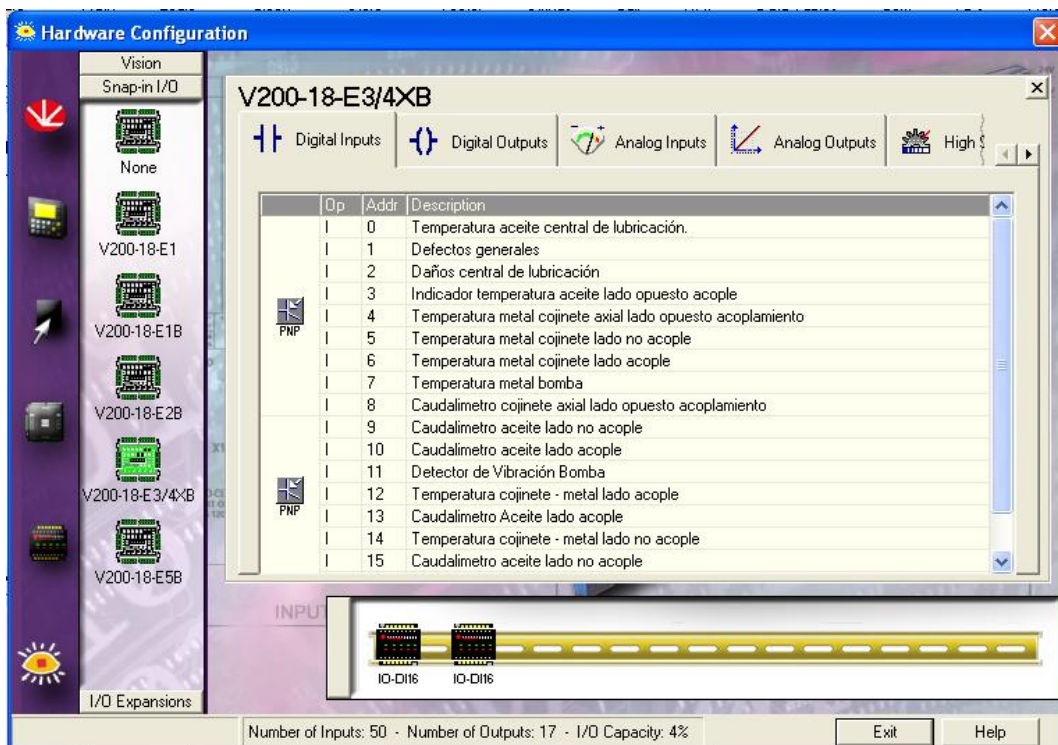 Hardware Configuration
Vision
Snap-in I/O
None
V200-18-E1
V200-18-E1B
V200-18-E2B
V200-18-E3/4XB
V200-18-E5B
I/O Expansions
V200-18-E3/4XB
Digital Inputs Digital Outputs Analog Inputs Analog Outputs High S
Op Addr Description
I 0 Temperatura aceite central de lubricación.
I 1 Defectos generales
I 2 Daños central de lubricación
I 3 Indicador temperatura aceite lado opuesto acople
I 4 Temperatura metal cojinete axial lado opuesto acoplamiento
PNP
I 5 Temperatura metal cojinete lado no acople
I 6 Temperatura metal cojinete lado acople
I 7 Temperatura metal bomba
I 8 Caudalimetro cojinete axial lado opuesto acoplamiento
I 9 Caudalimetro aceite lado no acople
I 10 Caudalimetro aceite lado acople
I 11 Detector de Vibración Bomba
I 12 Temperatura cojinete - metal lado acople
PNP
I 13 Caudalimetro Aceite lado acople
I 14 Temperatura cojinete - metal lado no acople
I 15 Caudalimetro aceite lado no acople
INPU
IO-DI16 IO-DI16
Number of Inputs: 50 - Number of Outputs: 17 - I/O Capacity: 4%
Exit Help